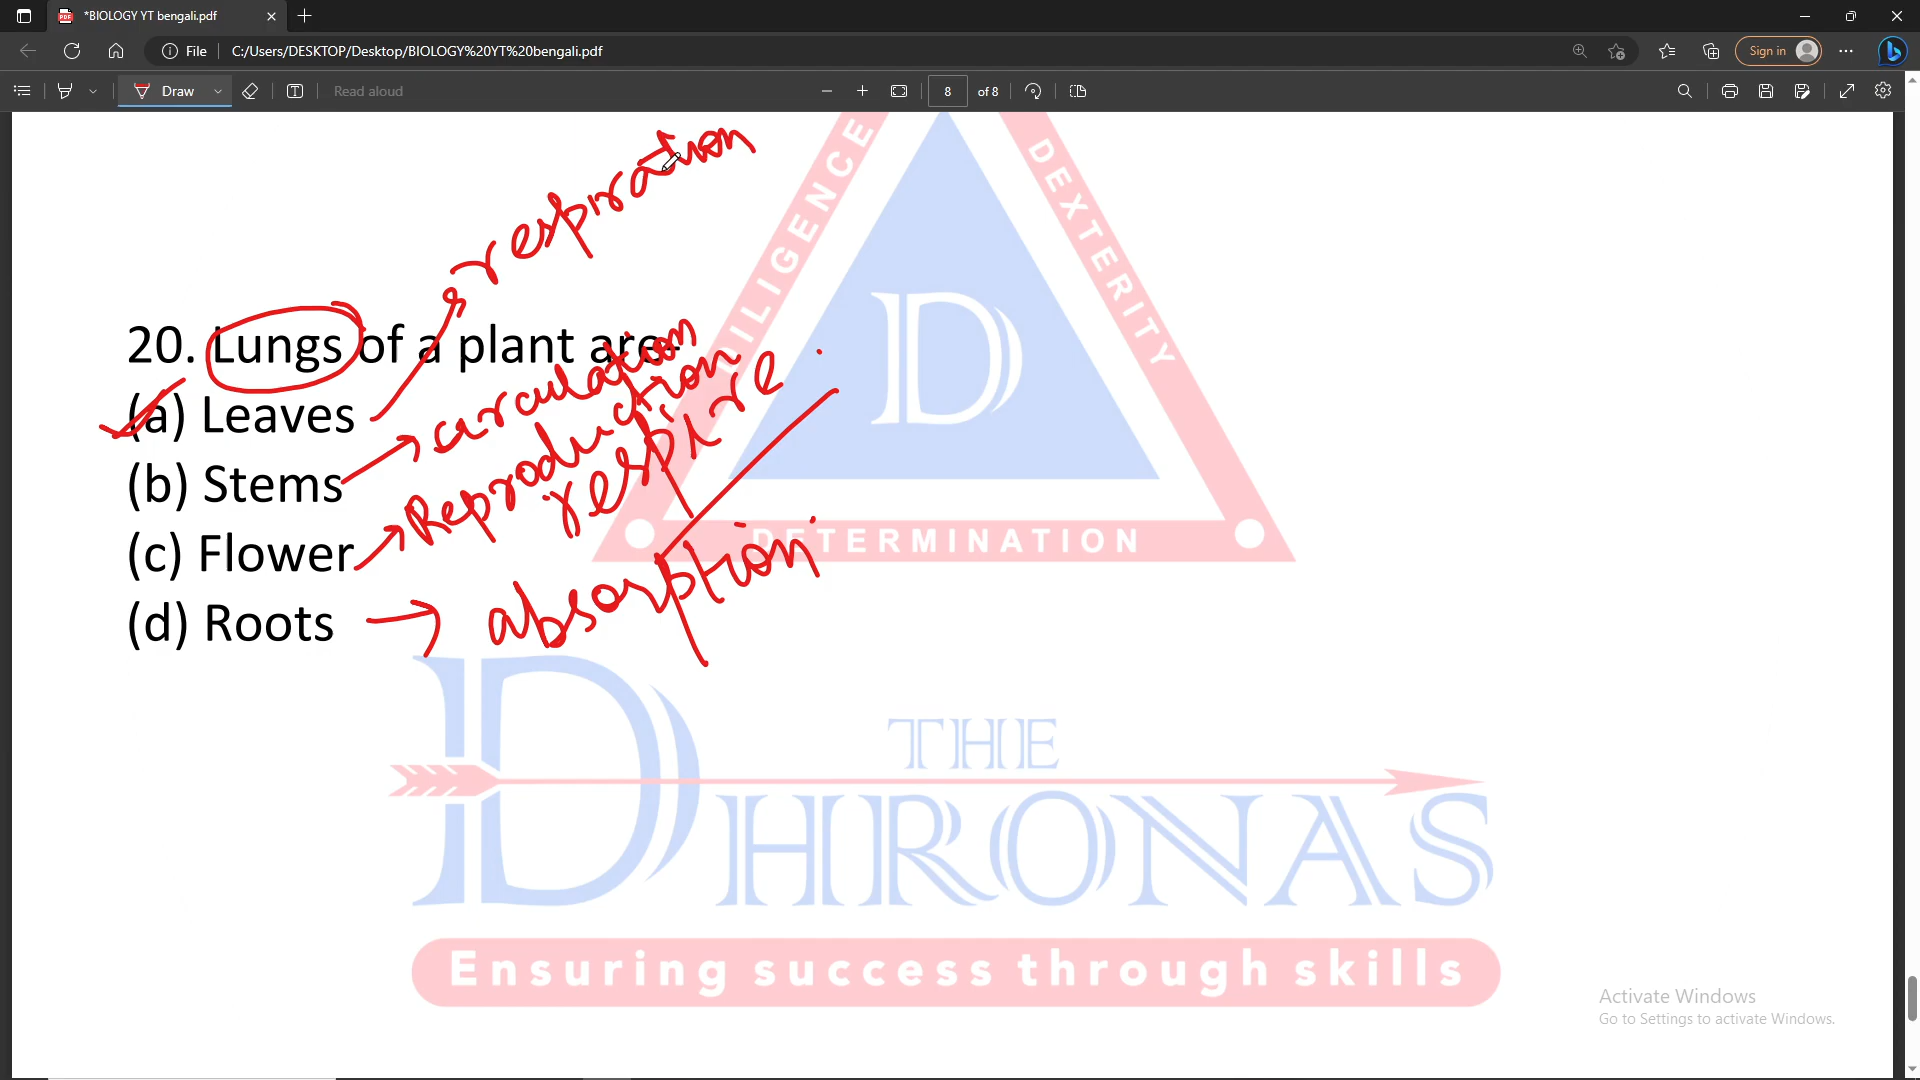 *BIOLOGY YT bengali.pdf
File
C:/Users/DESKTOP/Desktop/BIOLOGY%20YT%20bengali.pdf
Sign in
Draw
Read aloud
8 of 8
DILIGENCE
DEXTERITY
D
DETERMINATION
respiration
20. Lungs of a plant are-
(a) Leaves
carculation
(b) Stems
Reproduction
respire
(c) Flower
(d) Roots
absorption
THE
DHRONAS
Ensuring success through skills
Activate Windows
Go to Settings to activate Windows.